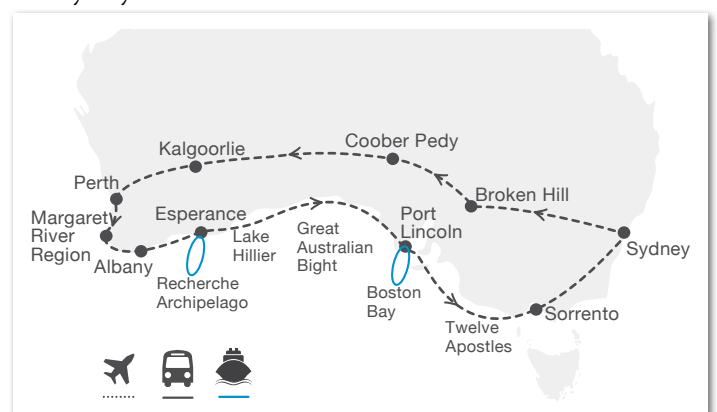 Coober Pedy
Kalgoorlie
Perth
Broken Hill
Margaret
River
Region
Esperance
Port
Lincoln
Lake
Hillier
Great
Australian
Bight
Sydney
Albany
Recherche
Archipelago
Boston
Bay
Sorrento
Twelve
Apostles